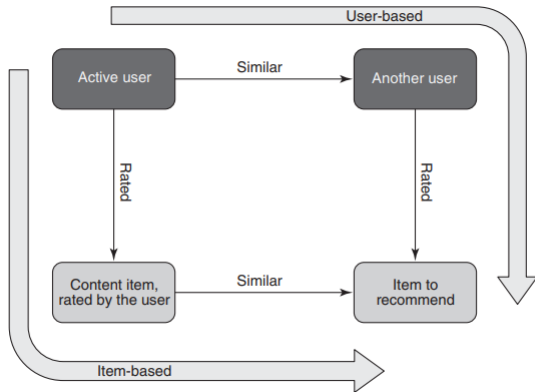 User-based
Active user
Similar
Another user
Rated
Rated
Content item,
rated by the user
Similar
Item to
recommend
Item-based